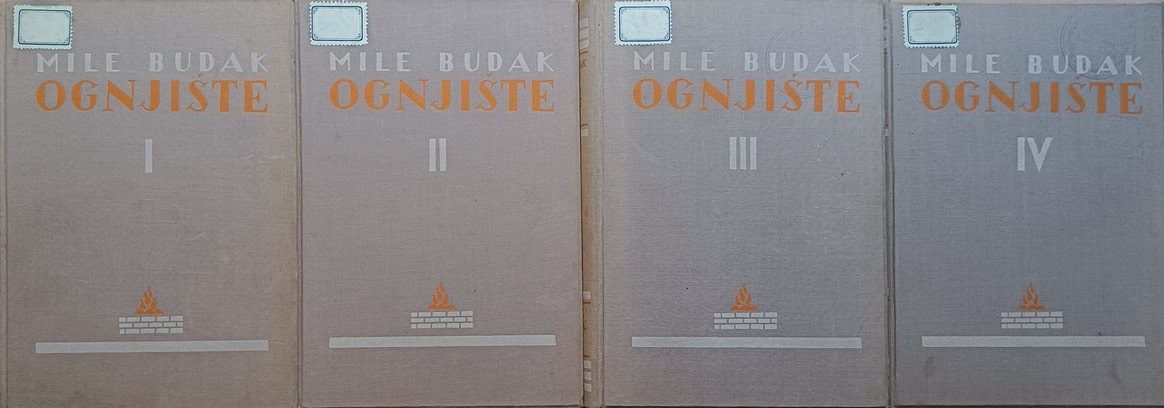 MILE BUDAK
OGNJIŠTE
I
MILE BUDAK
OGNJIŠTE
II
MILE BUDAK
OGNJIŠTE
III
MILE BUDAK
OGNJIŠTE
IV